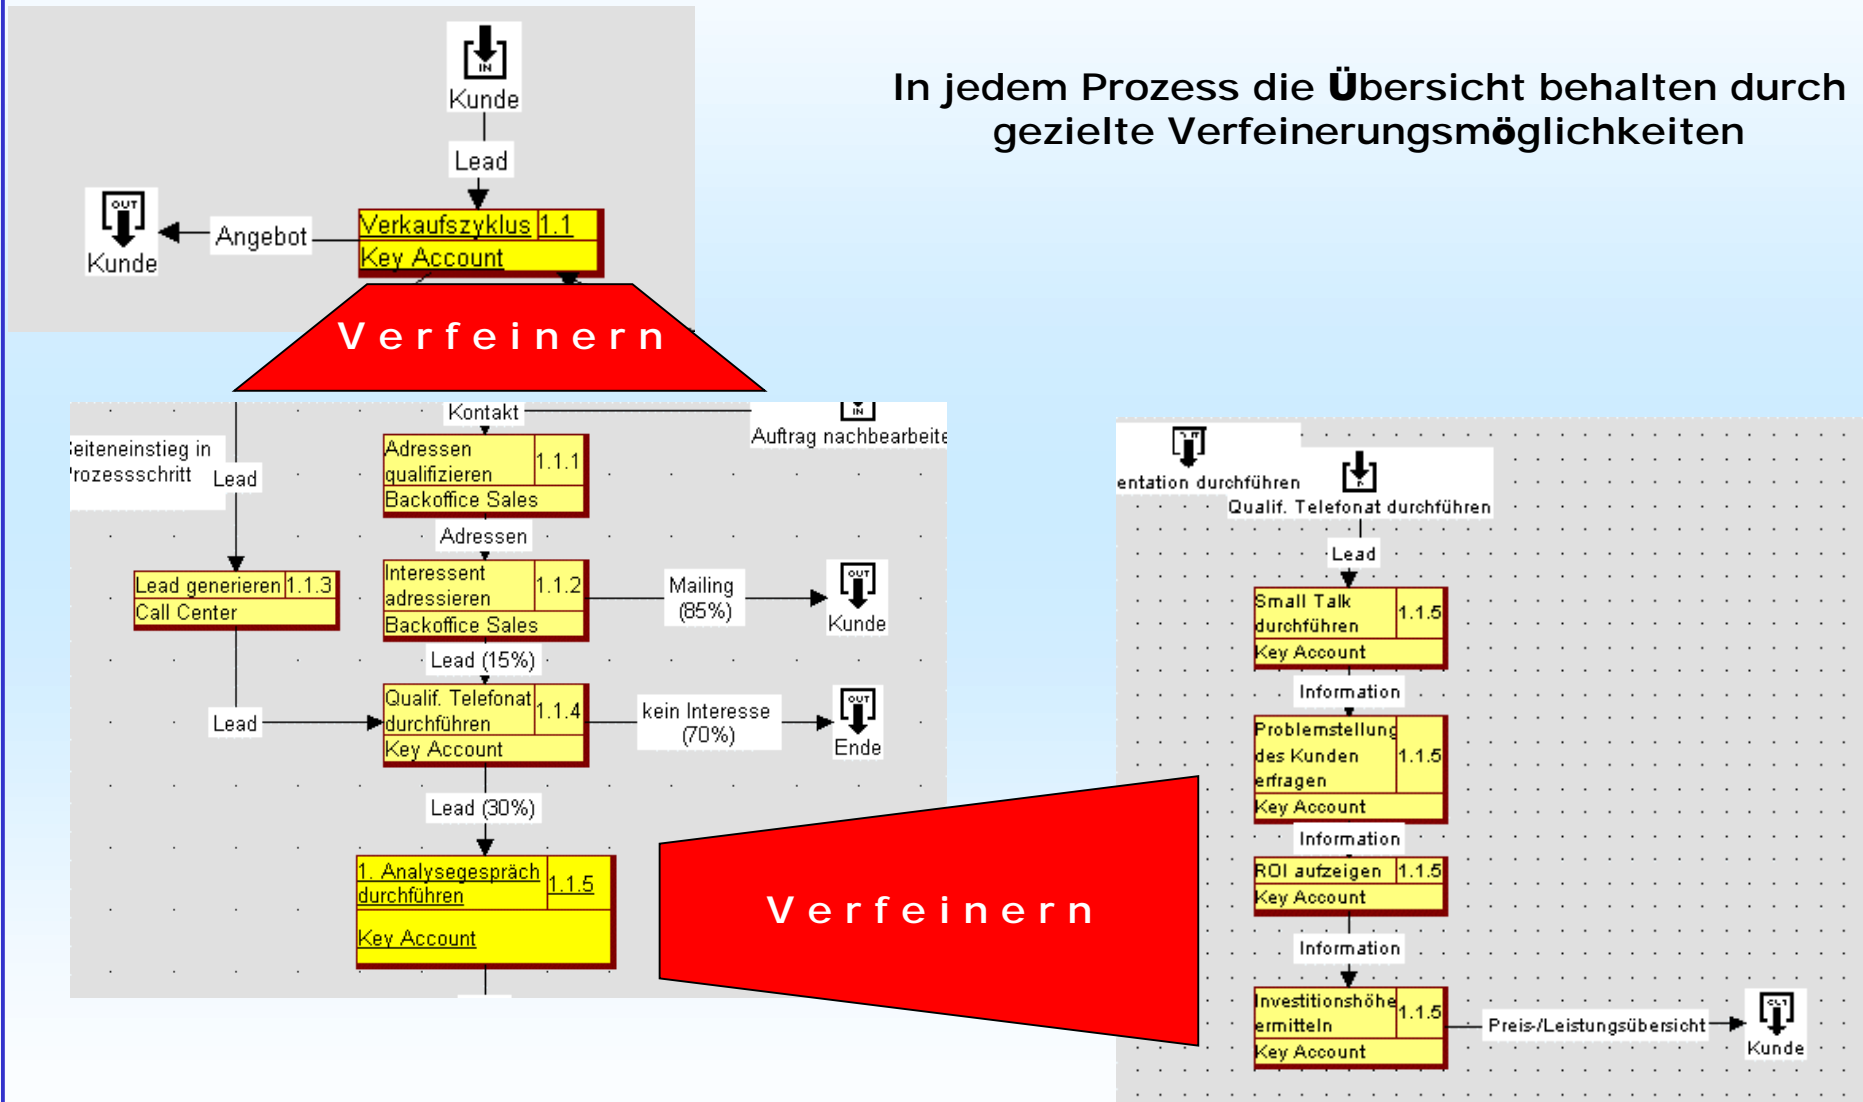 In jedem Prozess die Übersicht behalten durch
gezielte Verfeinerungsmöglichkeiten
IN
Kunde
Lead
OUT
Kunde
Angebot
Verkaufszyklus 1.1
Key Account
Verfeinern
Kontakt
IN
Auftrag nachbearbeite
eiteneinstieg in
rozessschritt
Lead
Adressen
qualifizieren
1.1.1
Backoffice Sales
Adressen
Lead generieren 1.1.3
Call Center
Interessent
adressieren
1.1.2
Backoffice Sales
Mailing
(85%)
OUT
Kunde
Lead (15%)
Lead
Qualif. Telefonat
durchführen
1.1.4
Key Account
kein Interesse
(70%)
OUT
Ende
Lead (30%)
1. Analysegespräch
durchführen
1.1.5
Key Account
Verfeinern
entation durchführen
Qualif. Telefonat durchführen
Lead
Small Talk
durchführen
1.1.5
Key Account
Information
Problemstellung
des Kunden
erfragen
1.1.5
Key Account
Information
ROI aufzeigen 1.1.5
Key Account
Information
Investitionshöhe
ermitteln
1.1.5
Key Account
Preis-/Leistungsübersicht
OUT
Kunde